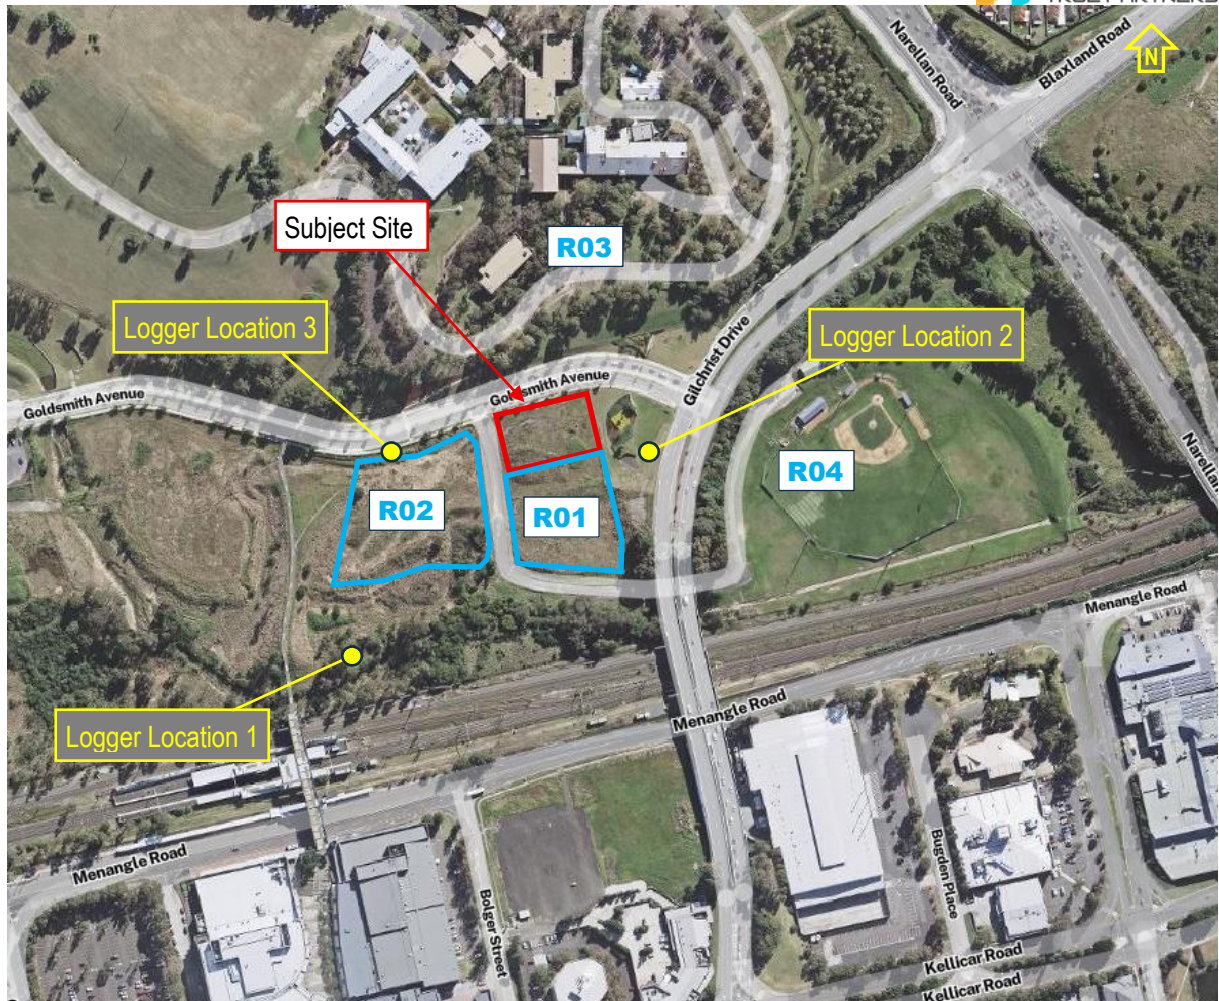 Narellan Road
Blaxland Road
N
Subject Site
R03
Logger Location 3
Gilchrist Drive
Logger Location 2
Goldsmith Avenue
Goldsmith Avenue
R04
R02
R01
Menangle Road
Menangle Road
Logger Location 1
Menangle Road
Bolger Street
Bugden Place
Kellicar Road
Kellicar Road